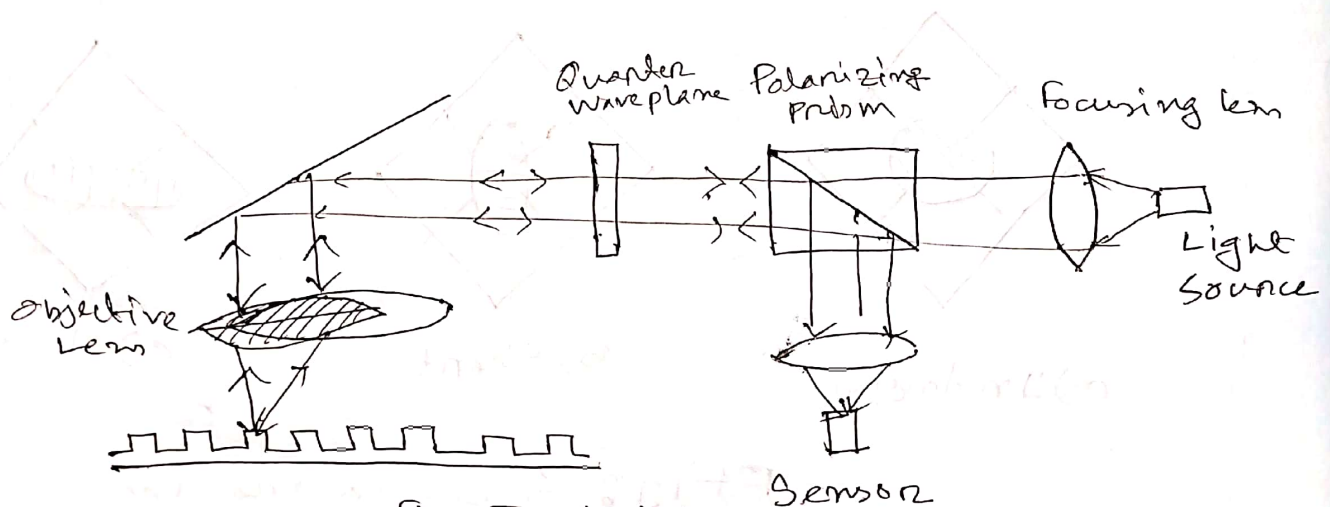 Quarter
waveplane
Polarizing
prism
Focusing lens
Light
Source
Objective
Lens
Sensor